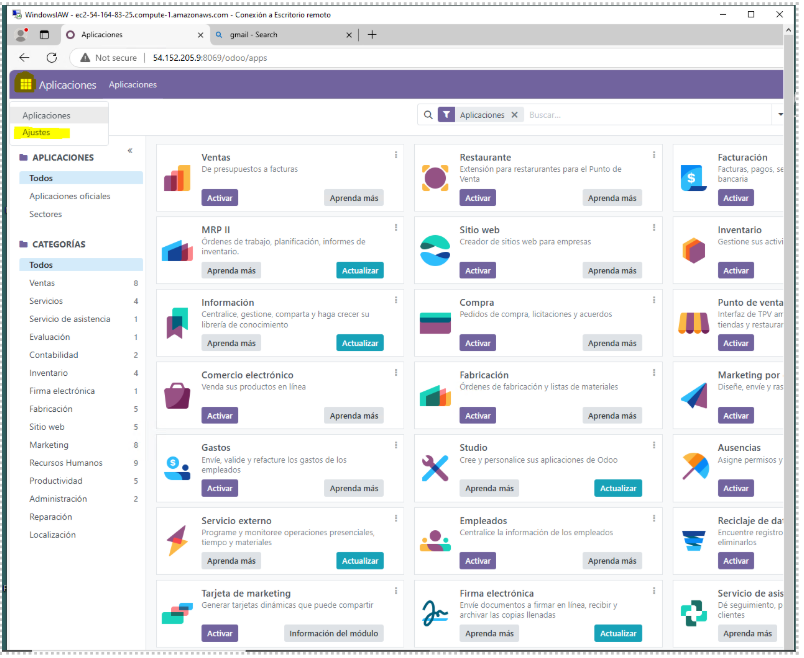 WindowsIAW - ec2-54-164-83-25.compute-1.amazonaws.com - Conexión a Escritorio remoto
Aplicaciones
gmail - Search
Not secure
54.152.205.9:8069/odoo/apps
Aplicaciones
Aplicaciones
Aplicaciones
Ajustes
Aplicaciones
Buscar...
APLICACIONES
Todos
Aplicaciones oficiales
Sectores
CATEGORÍAS
Todos
Ventas 8
Servicios 4
Servicio de asistencia 1
Evaluación 1
Contabilidad 2
Inventario 4
Firma electrónica 1
Fabricación 5
Sitio web 5
Marketing 8
Recursos Humanos 9
Productividad 5
Administración 2
Reparación
Localización
Ventas
De presupuestos a facturas
Activar
Aprenda más
Restaurante
Extensión para restarurantes para el Punto de
Venta
Activar
Aprenda más
Facturación
Facturas, pagos, se
bancaria
Activar
MRP II
Órdenes de trabajo, planificación, informes de
inventario.
Aprenda más
Actualizar
Sitio web
Creador de sitios web para empresas
Activar
Aprenda más
Inventario
Gestione sus activi
Activar
Información
Centralice, gestione, comparta y haga crecer su
librería de conocimiento
Aprenda más
Actualizar
Compra
Pedidos de compra, licitaciones y acuerdos
Activar
Aprenda más
Punto de venta
Interfaz de TPV an
tiendas y restaurar
Activar
Comercio electrónico
Venda sus productos en línea
Activar
Aprenda más
Fabricación
Órdenes de fabricación y listas de materiales
Activar
Aprenda más
Marketing por
Diseñe, envíe y ras
Activar
Gastos
Envíe, valide y refacture los gastos de los
empleados
Activar
Aprenda más
Studio
Cree y personalice sus aplicaciones de Odoo
Aprenda más
Actualizar
Ausencias
Asigne permisos y
Activar
Servicio externo
Programe y monitoree operaciones presenciales,
tiempo y materiales
Aprenda más
Actualizar
Empleados
Centralice la información de los empleados
Activar
Aprenda más
Reciclaje de da
Encuentre registro
eliminarlos
Activar
Tarjeta de marketing
Generar tarjetas dinámicas que puede compartir
Activar
Información del módulo
Firma electrónica
Envíe documentos a firmar en línea, recibir y
archivar las copias llenadas
Aprenda más
Actualizar
Servicio de asis
Dé seguimiento, p
clientes
Aprenda más